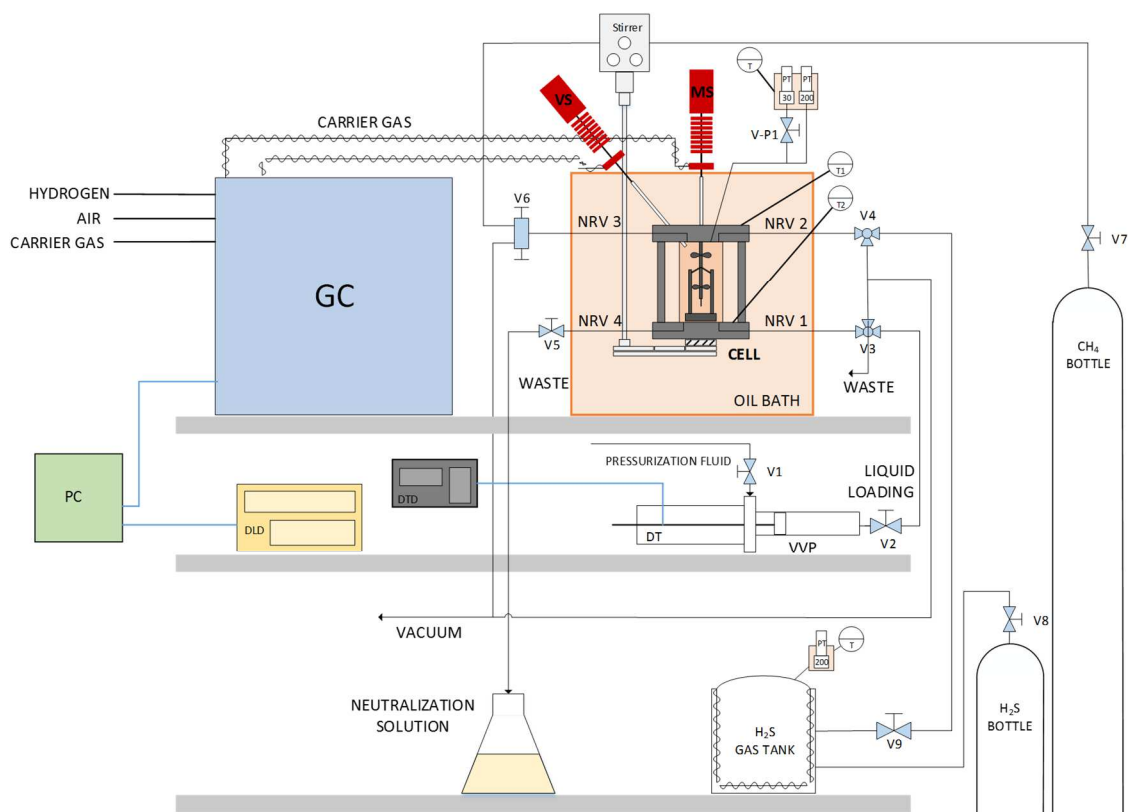 Stirrer
VS
MS
T
PT
30
PT
200
V-P1
CARRIER GAS
HYDROGEN
AIR
CARRIER GAS
GC
V6
NRV 3
NRV 2
T1
T2
V4
V7
NRV 4
NRV 1
V5
V3
CELL
WASTE
WASTE
OIL BATH
CH4
BOTTLE
PRESSURIZATION FLUID
V1
LIQUID
LOADING
PC
DLD
DTD
DT
VVP
V2
VACUUM
PT
200
T
V8
NEUTRALIZATION
SOLUTION
H2S
GAS TANK
V9
H2S
BOTTLE